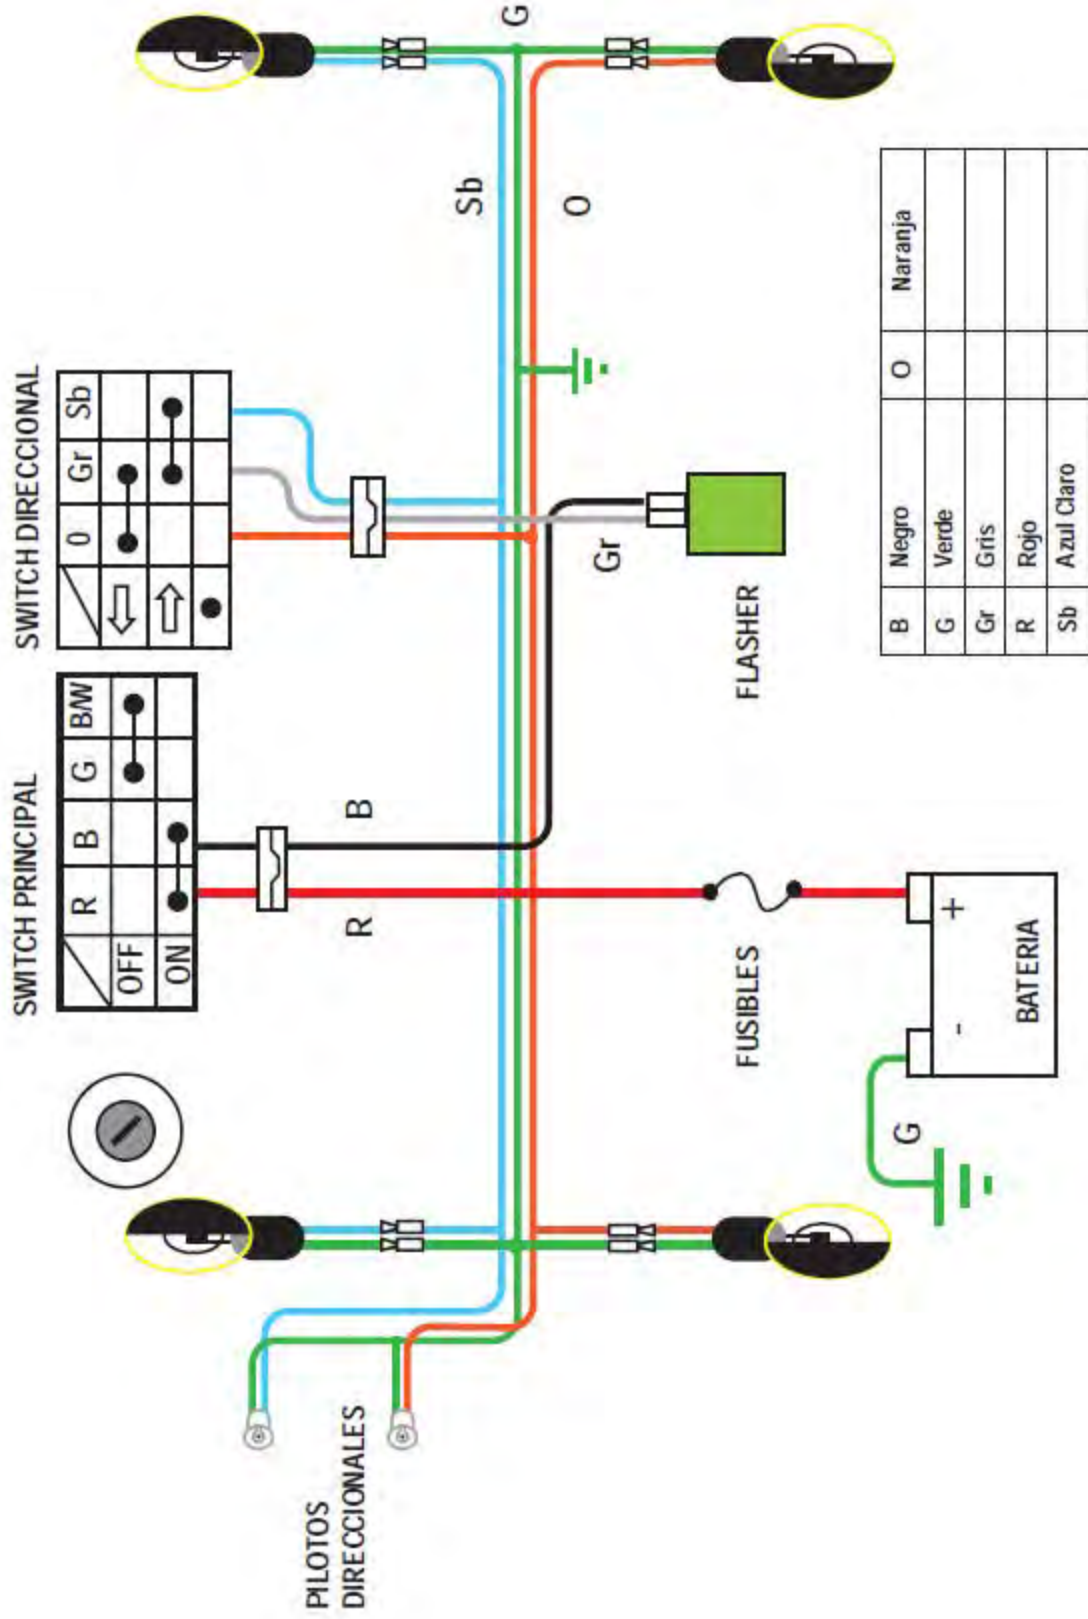 SWITCH PRINCIPAL
R B G B/W
OFF
ON
SWITCH DIRECCIONAL
0 Gr Sb
R
B
Sb
G
O
Gr
PILOTOS
DIRECCIONALES
FUSIBLES
FLASHER
G
- +
BATERIA
B Negro O Naranja
G Verde
Gr Gris
R Rojo
Sb Azul Claro